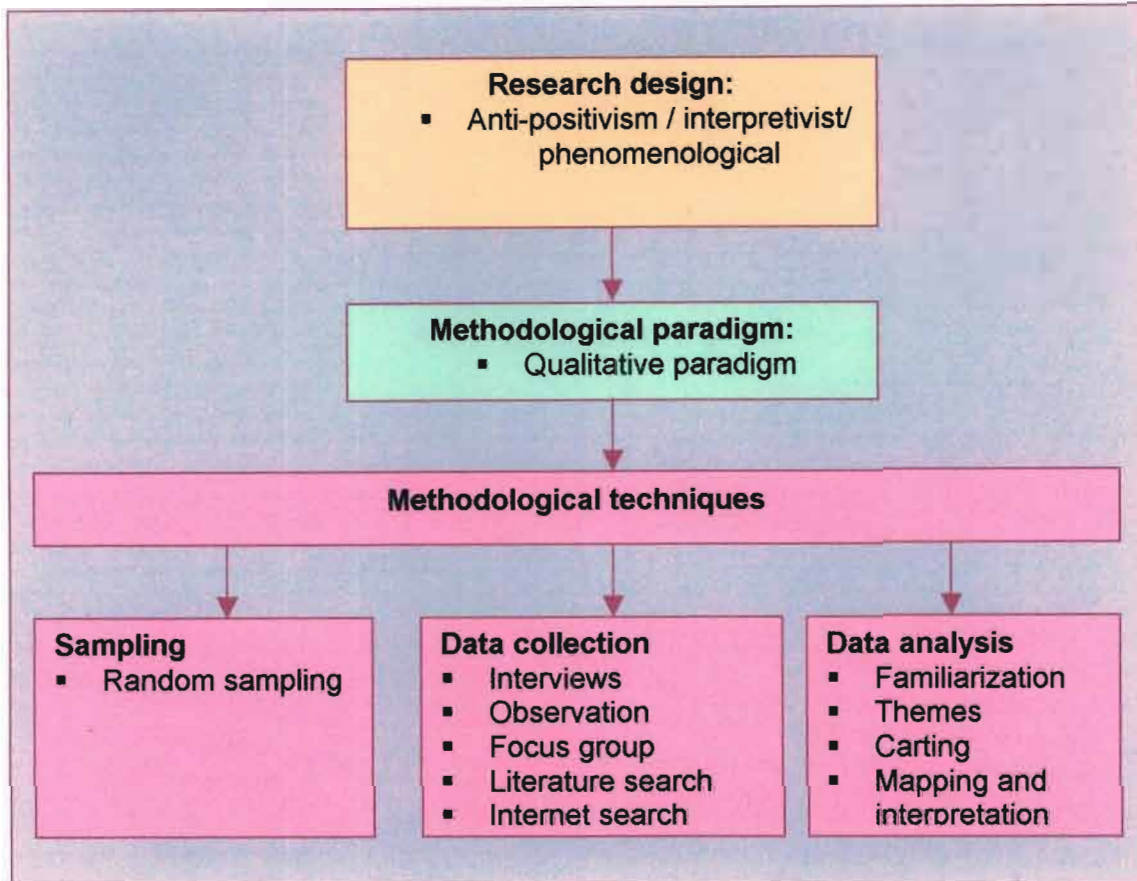 Research design:
▪ Anti-positivism / interpretivist/
phenomenological
Methodological paradigm:
▪ Qualitative paradigm
Methodological techniques
Sampling
▪ Random sampling
Data collection
▪ Interviews
▪ Observation
▪ Focus group
▪ Literature search
▪ Internet search
Data analysis
▪ Familiarization
▪ Themes
▪ Carting
▪ Mapping and
interpretation